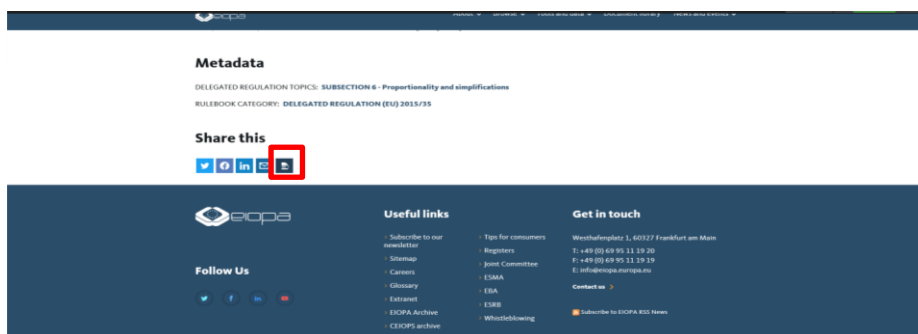 eiopa
Browse Tools and data Document library News and events
Metadata
DELEGATED REGULATION TOPICS: SUBSECTION 6 - Proportionality and simplifications
RULEBOOK CATEGORY: DELEGATED REGULATION (EU) 2015/35
Share this
eiopa
Follow Us
Useful links
Subscribe to our
newsletter
Sitemap
Careers
Glossary
Extranet
EIOPA Archive
CEIOPS archive
Tips for consumers
Registers
Joint Committee
ESMA
EBA
ESRB
Whistleblowing
Get in touch
Westhafenplatz 1, 60327 Frankfurt am Main
T: +49 (0) 69 95 11 19 20
F: +49 (0) 69 95 11 19 19
E: info@eiopa.europa.eu
Contact us >
Subscribe to EIOPA RSS News